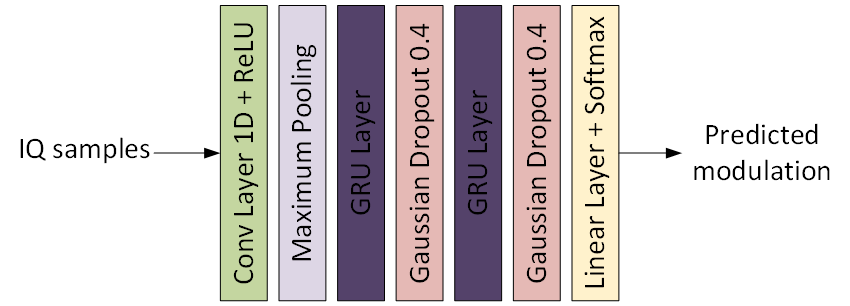 IQ samples
Conv Layer 1D + ReLU
Maximum Pooling
GRU Layer
Gaussian Dropout 0.4
GRU Layer
Gaussian Dropout 0.4
Linear Layer + Softmax
Predicted
modulation